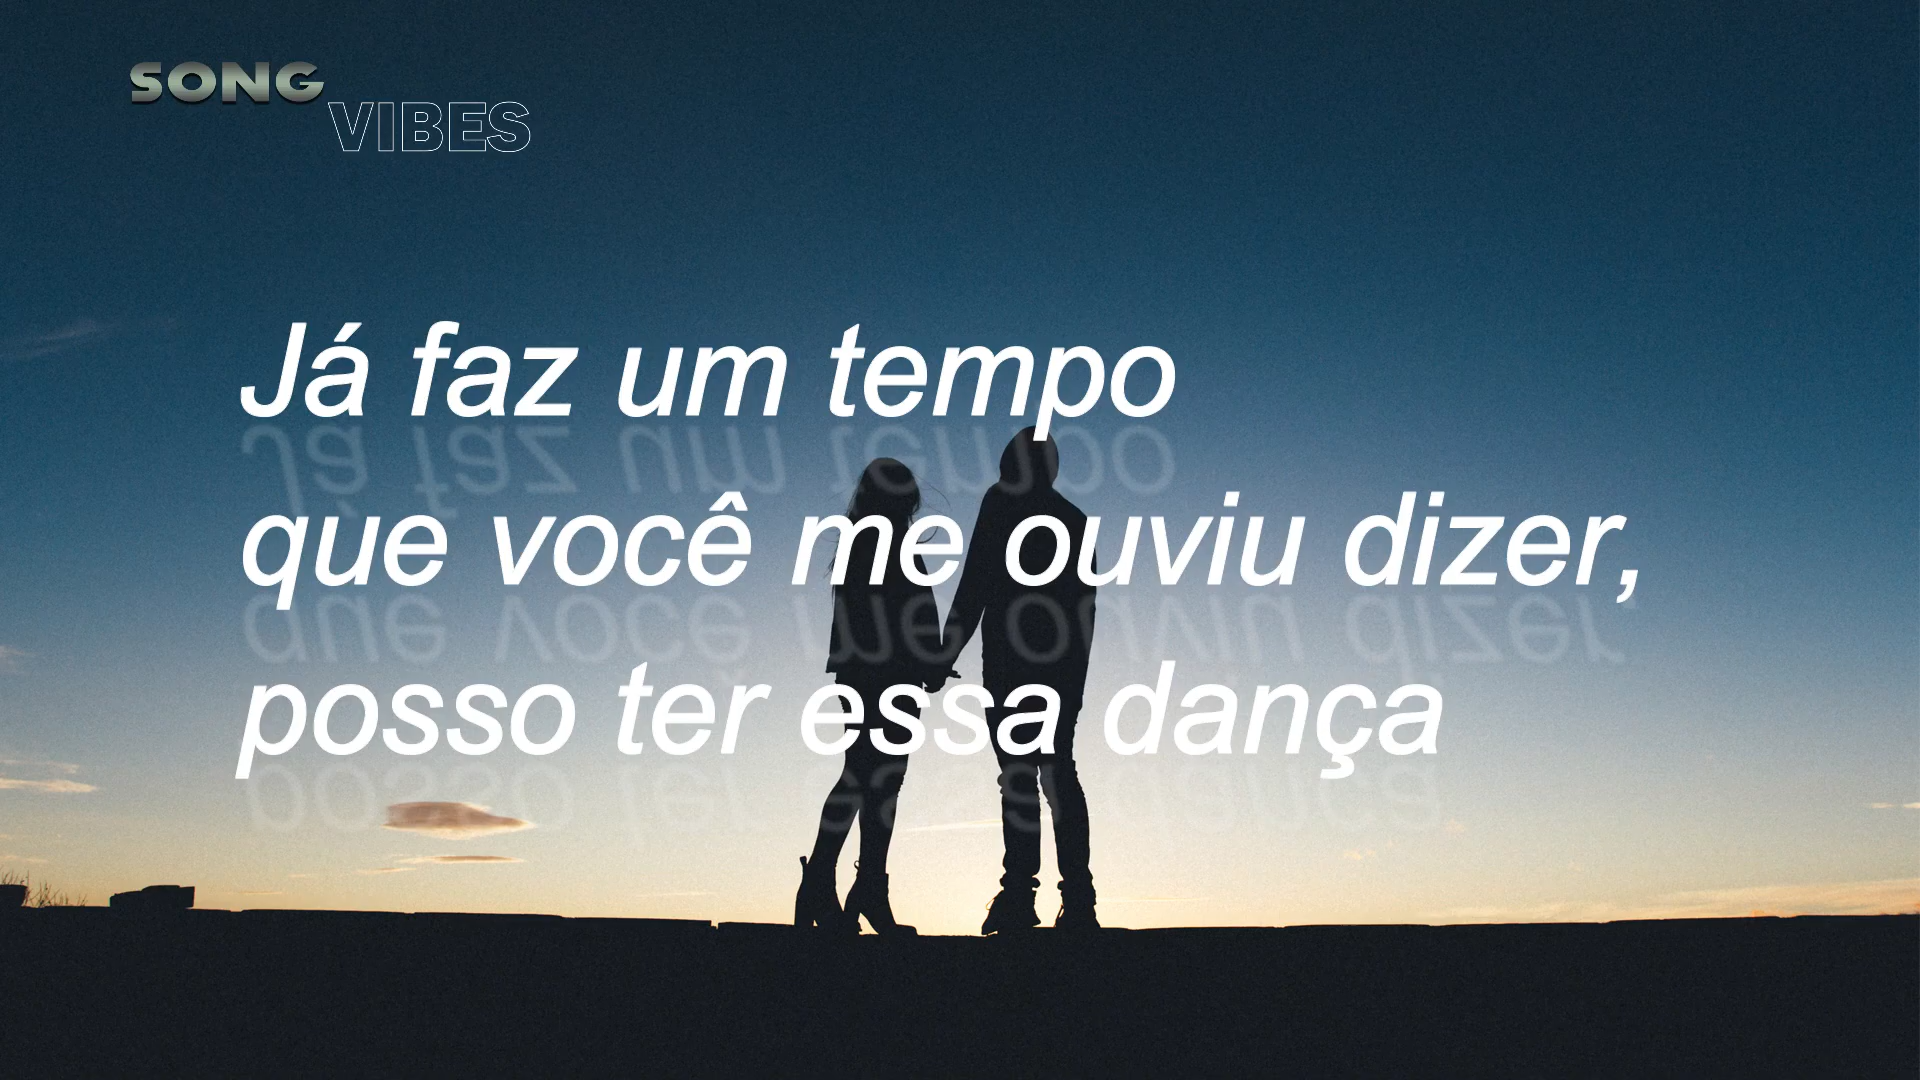 SONG
VIBES
Já faz um tempo
que você me ouviu dizer,
posso ter essa dança